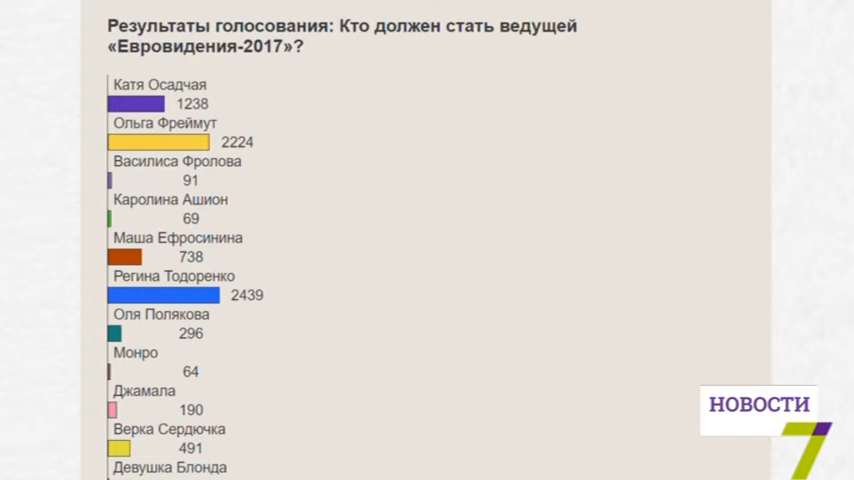 Результаты голосования: Кто должен стать ведущей
«Евровидения-2017»?
Катя Осадчая
1238
Ольга Фреймут
2224
Василиса Фролова
91
Каролина Ашион
69
Маша Ефросинина
738
Регина Тодоренко
2439
Оля Полякова
296
Монро
64
Джамала
190
Верка Сердючка
491
Девушка Блонда
НОВОСТИ
7